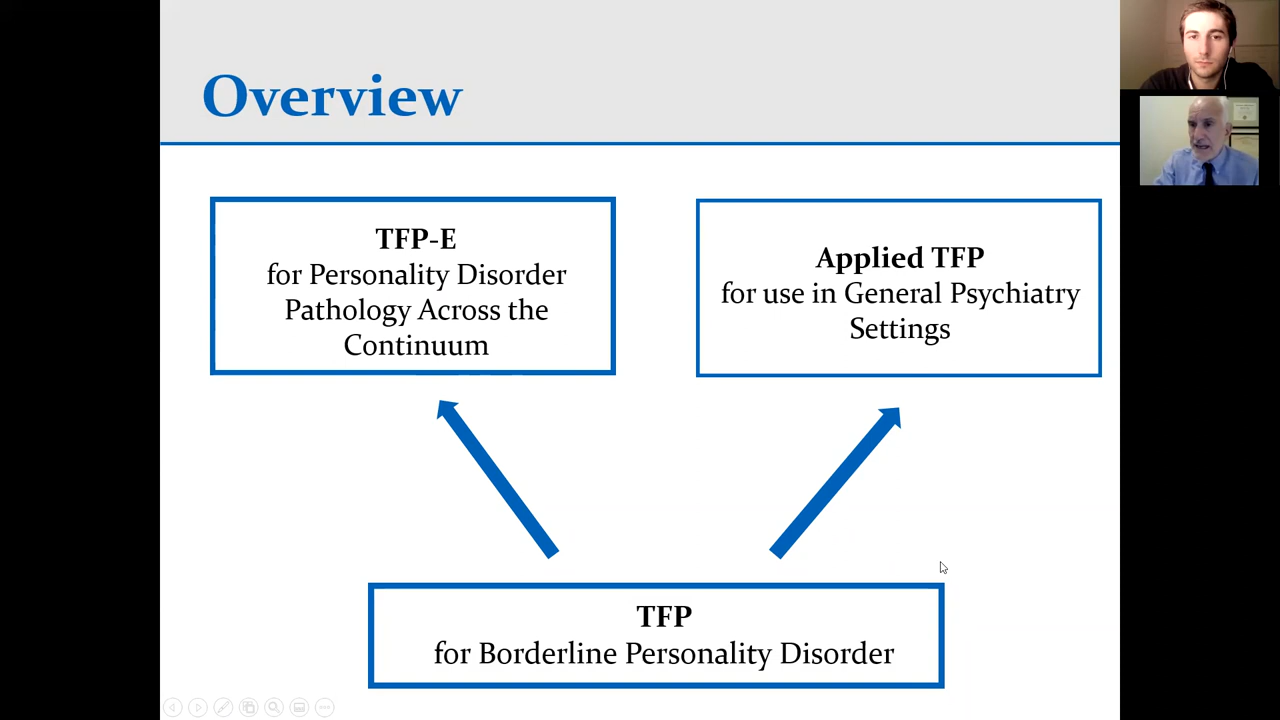 Overview
TFP-E
for Personality Disorder
Pathology Across the
Continuum
Applied TFP
for use in General Psychiatry
Settings
TFP
for Borderline Personality Disorder